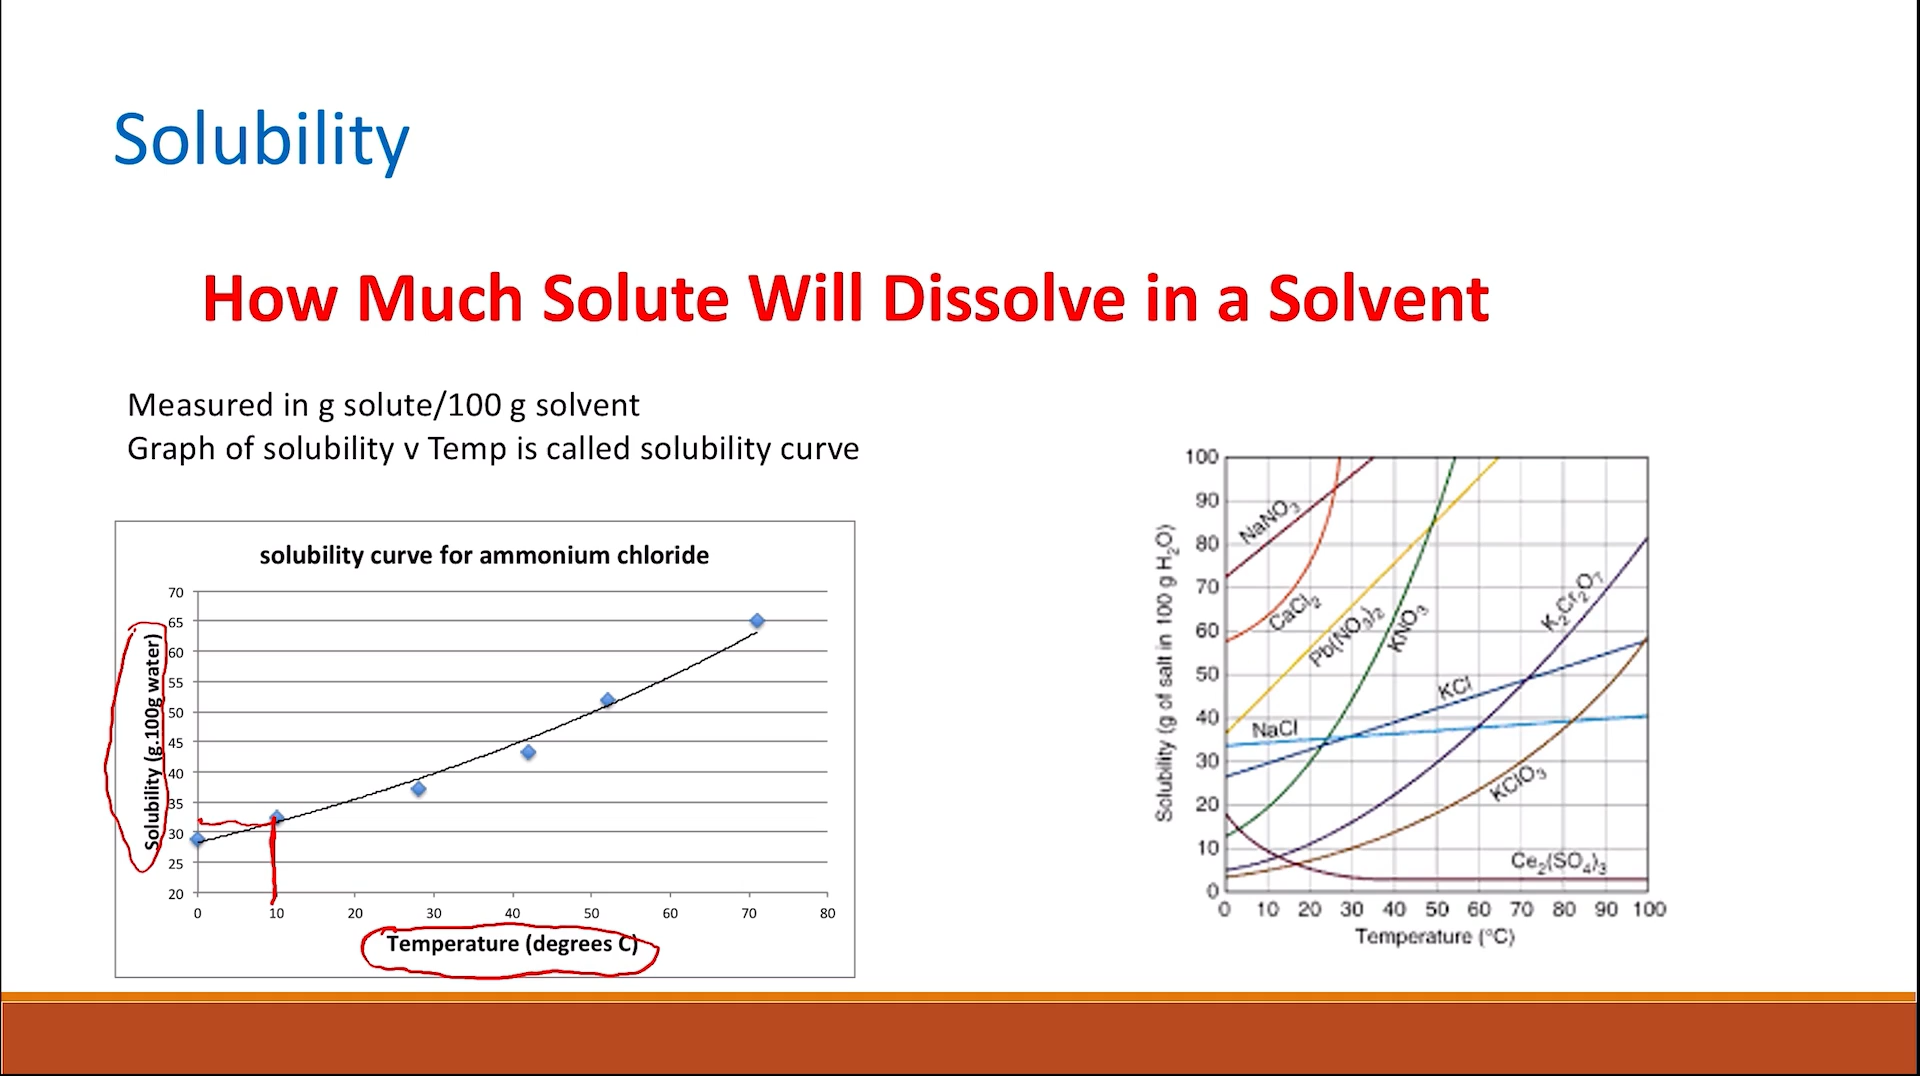 Solubility
How Much Solute Will Dissolve in a Solvent
Measured in g solute/100 g solvent
Graph of solubility v Temp is called solubility curve
solubility curve for ammonium chloride
Solubility (g.100g water)
70
65
60
55
50
45
40
35
30
25
20
0 10 20 30 40 50 60 70 80
Temperature (degrees C)
Solubility (g of salt in 100 g H₂O)
100
90
80
70
60
50
40
30
20
10
0
NaNO₃
CaCl₂
Pb(NO₃)₂
KNO₃
K₂Cr₂O₇
KCl
NaCl
KClO₃
Ce₂(SO₄)₃
0 10 20 30 40 50 60 70 80 90 100
Temperature (°C)